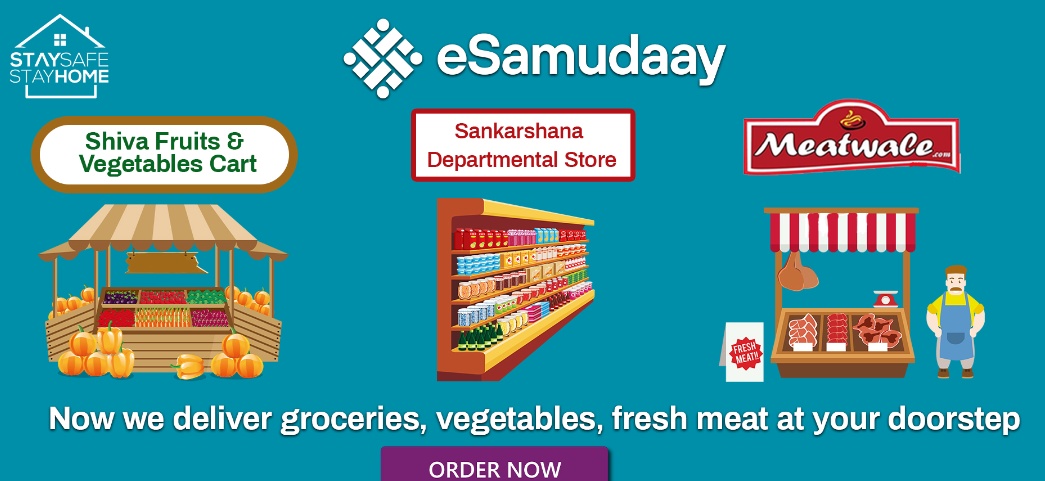 STAYSAFE
STAYHOME
eSamudaay
Shiva Fruits &
Vegetables Cart
Sankarshana
Departmental Store
Meatwale.com
FRESH
MEAT!!
Now we deliver groceries, vegetables, fresh meat at your doorstep
ORDER NOW